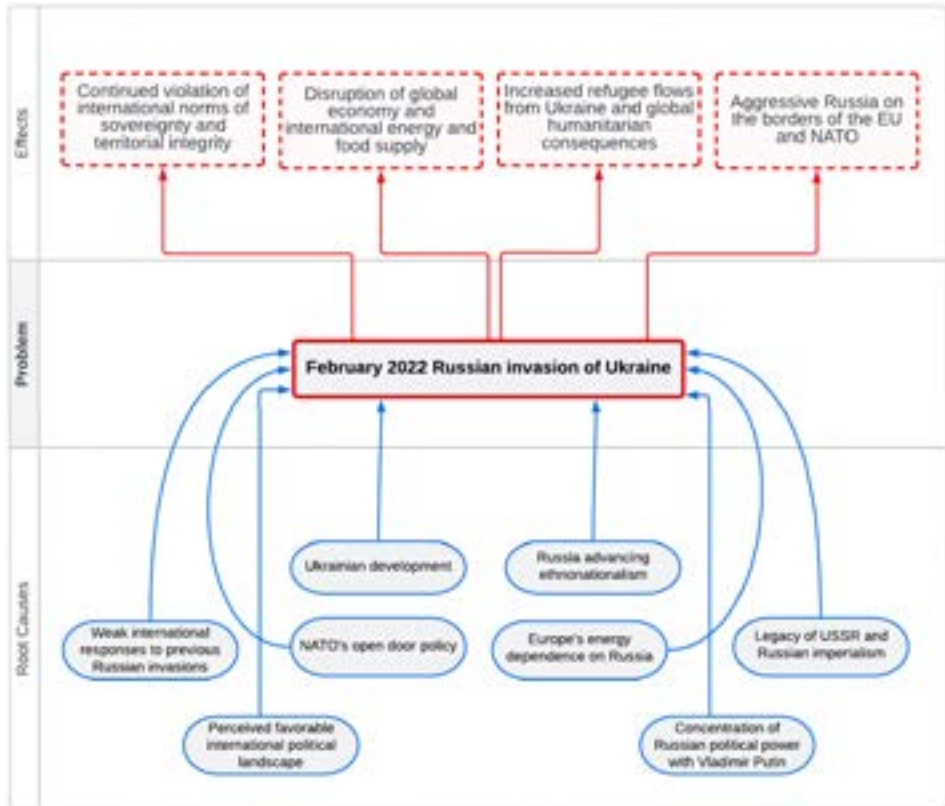 Effects
Continued violation of
international norms of
sovereignty and
territorial integrity
Disruption of global
economy and
international energy and
food supply
Increased refugee flows
from Ukraine and global
humanitarian
consequences
Aggressive Russia on
the borders of the EU
and NATO
Problem
February 2022 Russian invasion of Ukraine
Root Causes
Ukrainian development
Russia advancing
ethnonationalism
Weak international
responses to previous
Russian invasions
NATO's open door policy
Europe's energy
dependence on Russia
Legacy of USSR and
Russian imperialism
Perceived favorable
international political
landscape
Concentration of
Russian political power
with Vladimir Putin